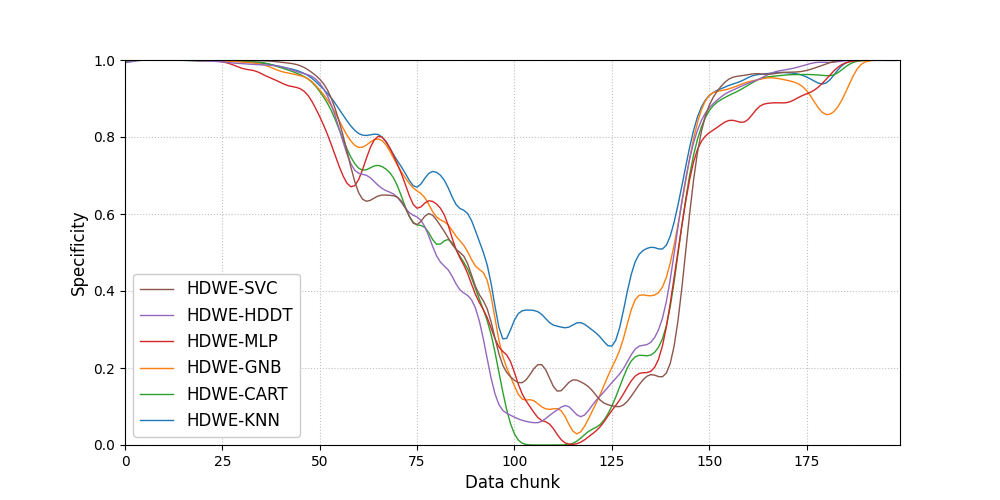 1.0
0.8
0.6
0.4
0.2
0.0
Specificity
HDWE-SVC
HDWE-HDDT
HDWE-MLP
HDWE-GNB
HDWE-CART
HDWE-KNN
0 25 50 75 100 125 150 175
Data chunk